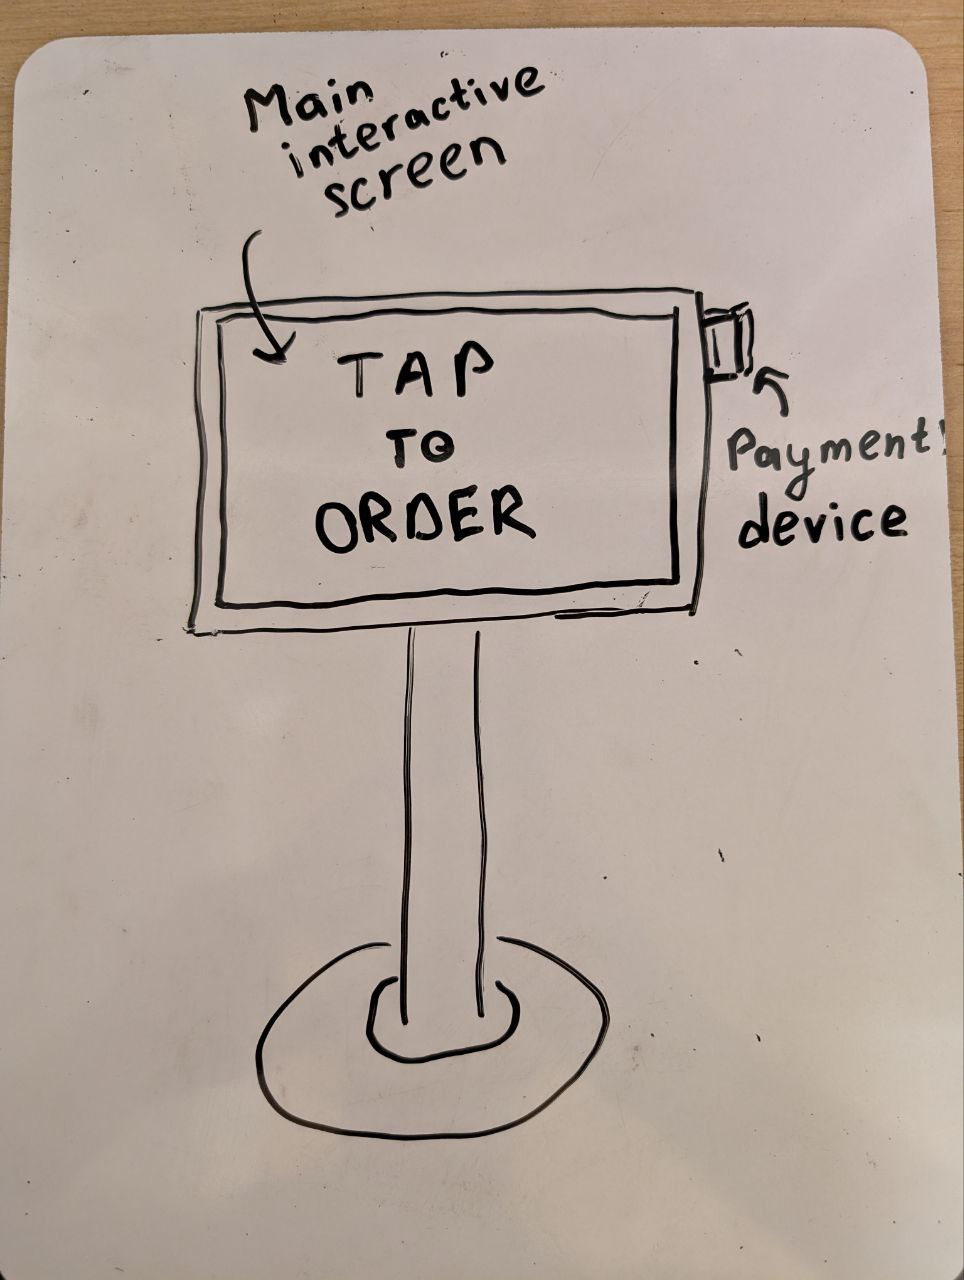 Main
interactive
screen
TAP
TO
ORDER
Payment
device